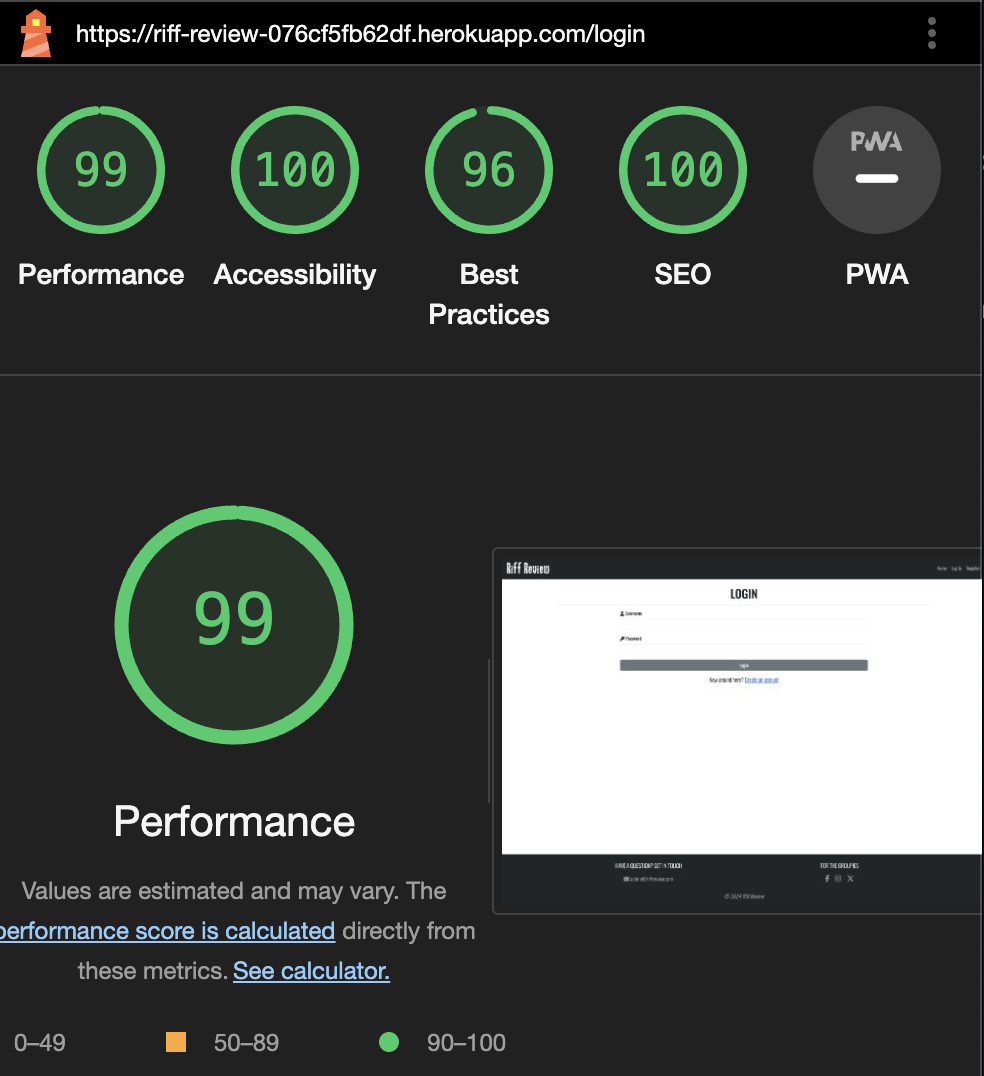 https://riff-review-076cf5fb62df.herokuapp.com/login
99
100
96
100
PWA
Performance
Accessibility
Best
Practices
SEO
PWA
99
Performance
Values are estimated and may vary. The
performance score is calculated directly from
these metrics. See calculator.
0–49
50–89
90–100
Riff Review
Home Log In Register
LOGIN
Username
Password
Login
New around here? Create an account
HAVE A QUESTION? GET IN TOUCH
FOR THE GROUPIES
© 2024 Riff Review